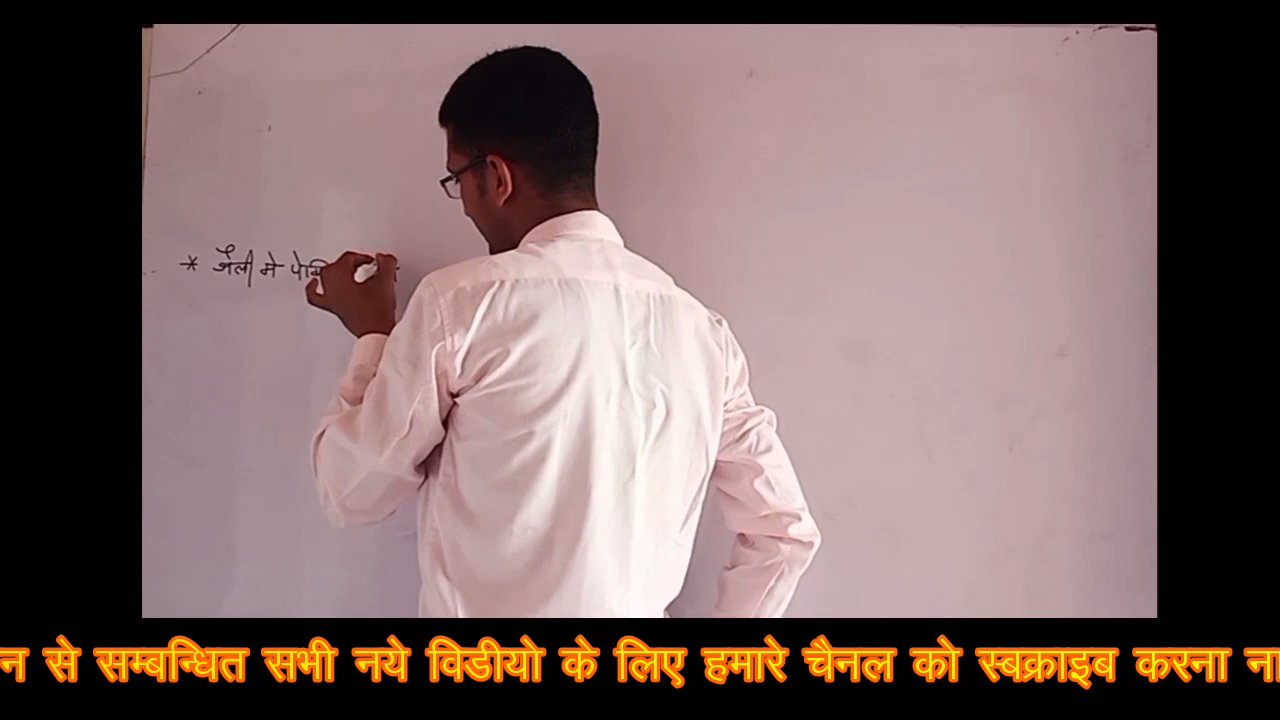 * जैली मे
न से सम्बन्धित सभी नये विडीयो के लिए हमारे चैनल को स्बक्राइब करना ना